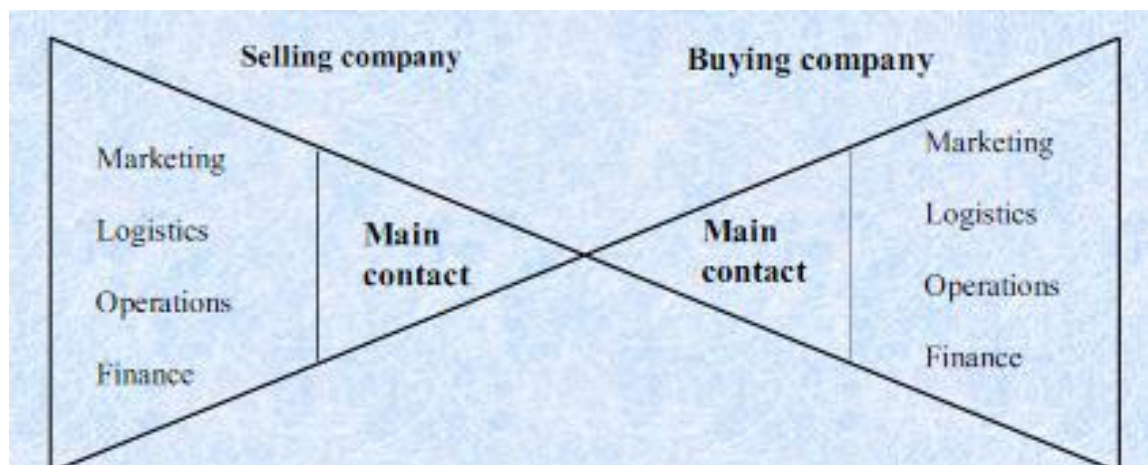 Selling company
Buying company
Marketing
Logistics
Operations
Finance
Main
contact
Main
contact
Marketing
Logistics
Operations
Finance